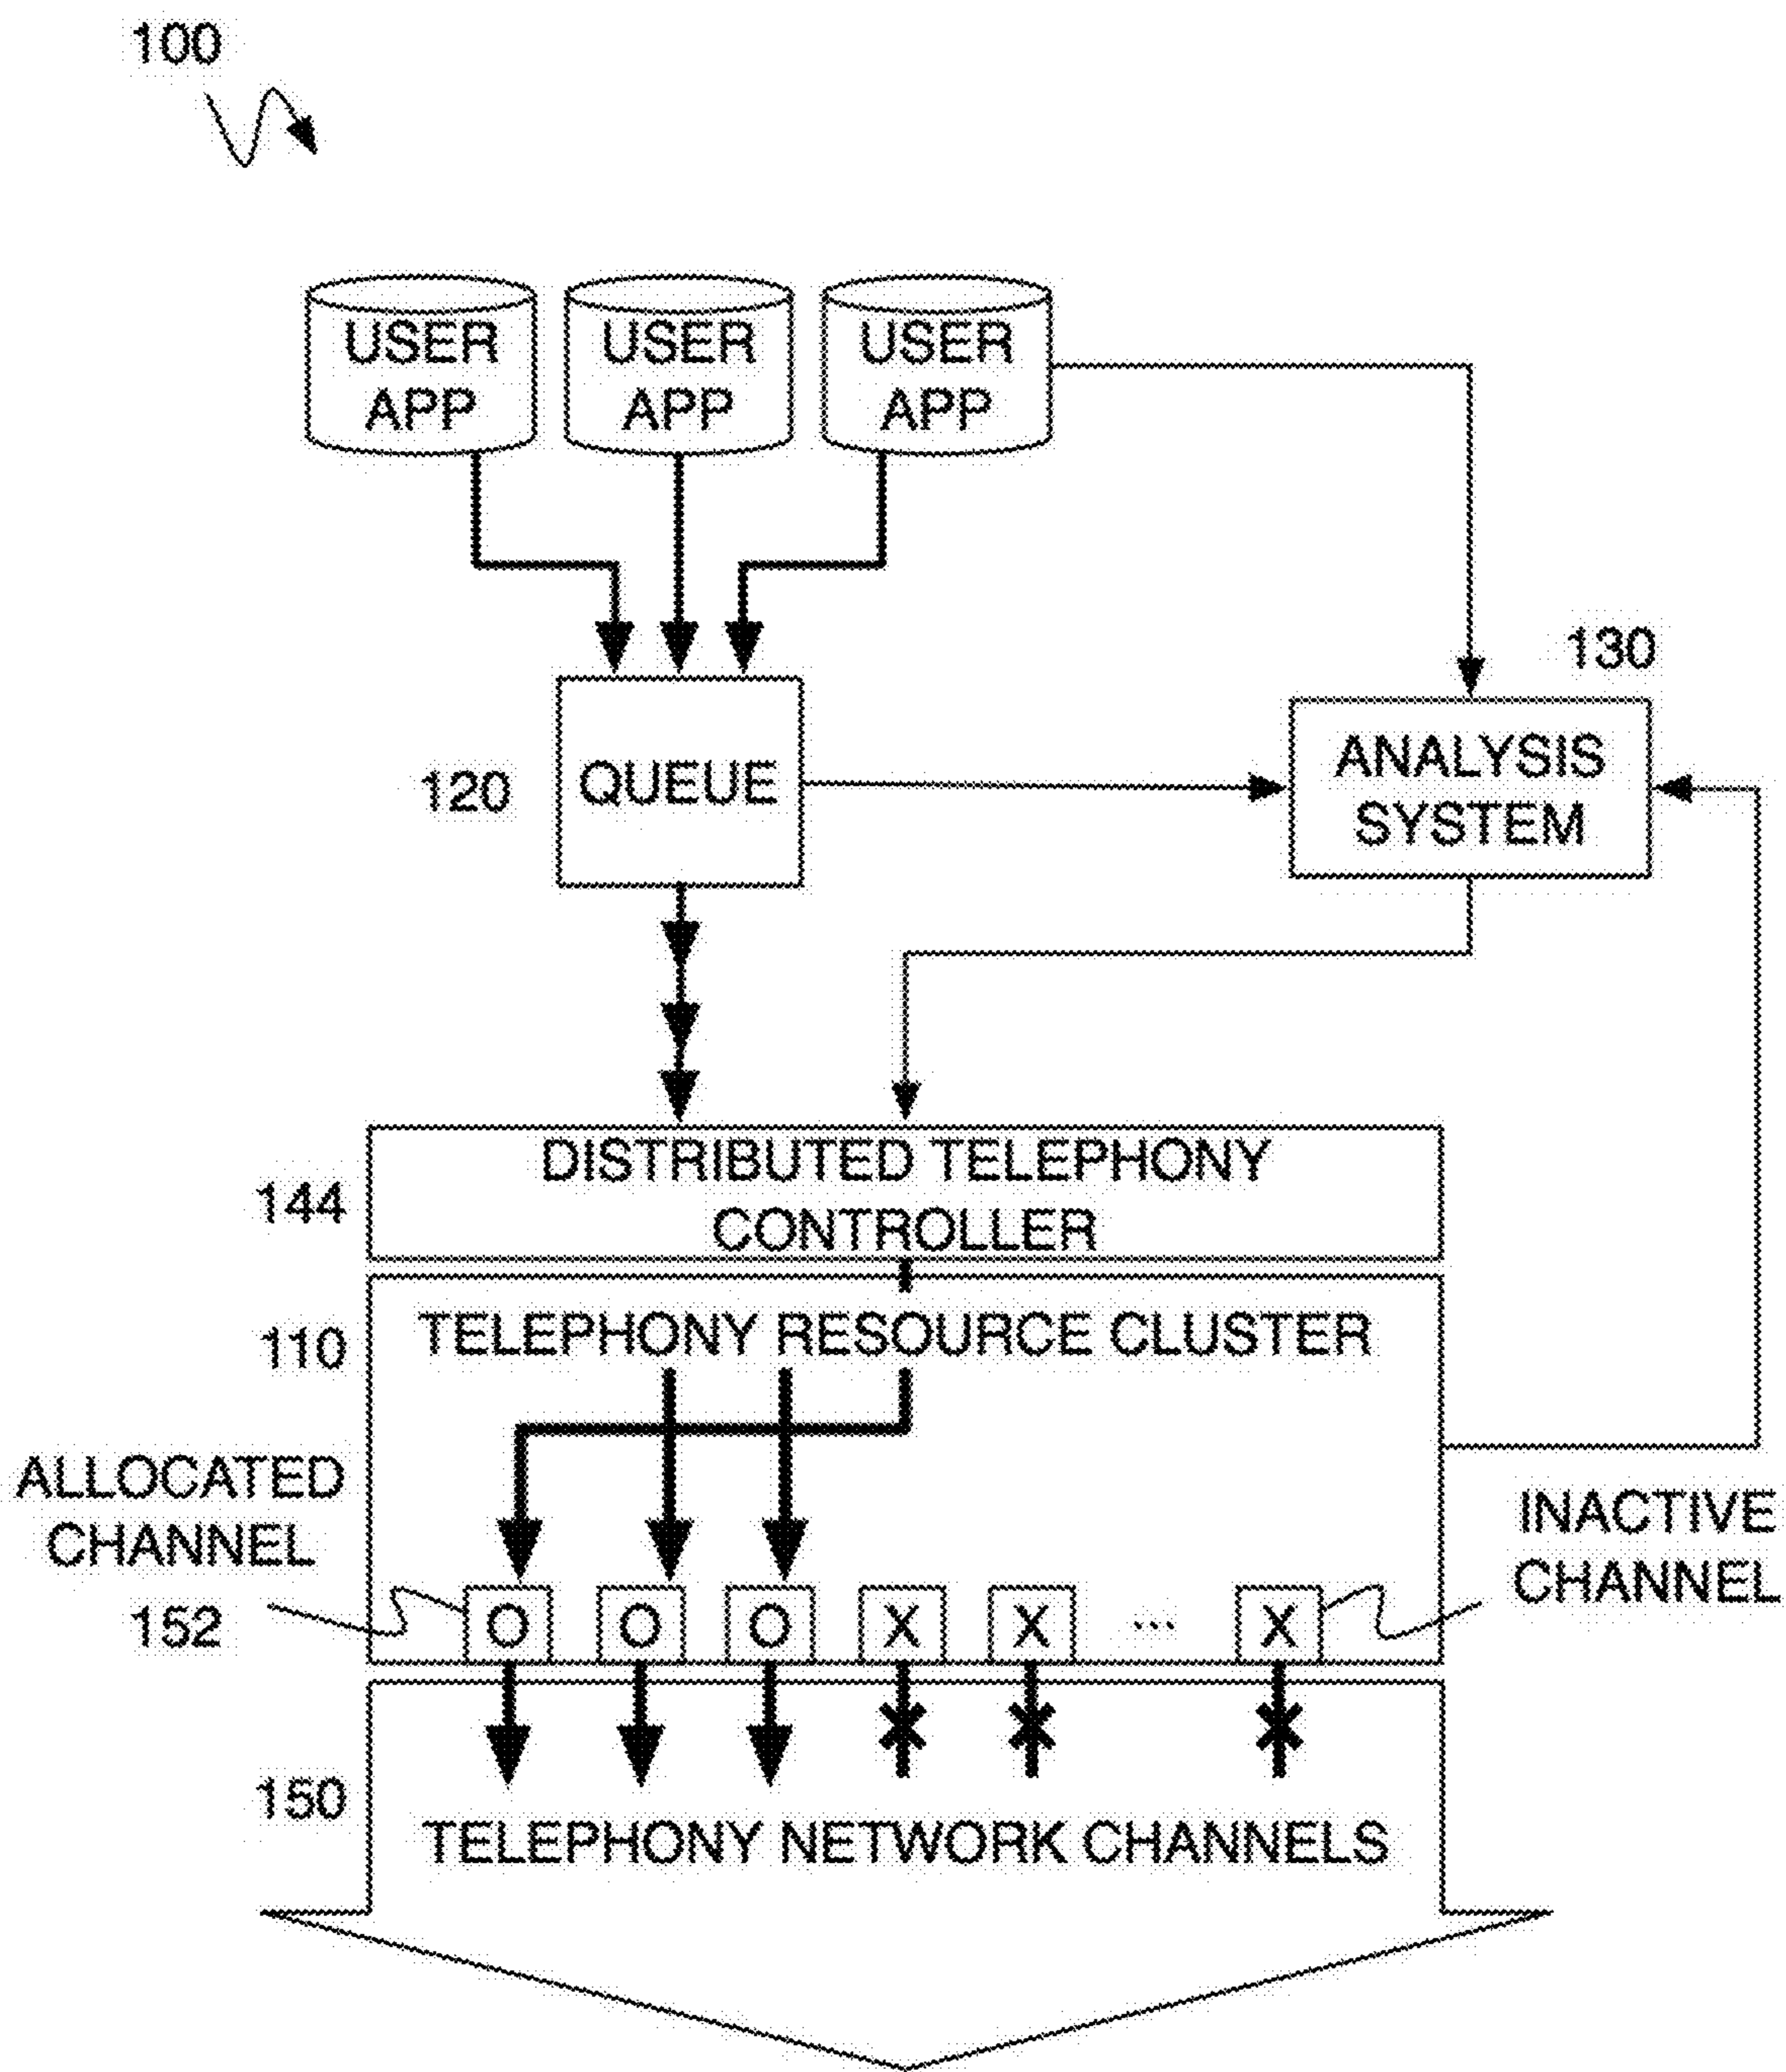 100
USER
APP
USER
APP
USER
APP
130
ANALYSIS
SYSTEM
120
QUEUE
144
DISTRIBUTED TELEPHONY
CONTROLLER
110
TELEPHONY RESOURCE CLUSTER
ALLOCATED
CHANNEL
152
INACTIVE
CHANNEL
O O O X X ... X
150
TELEPHONY NETWORK CHANNELS